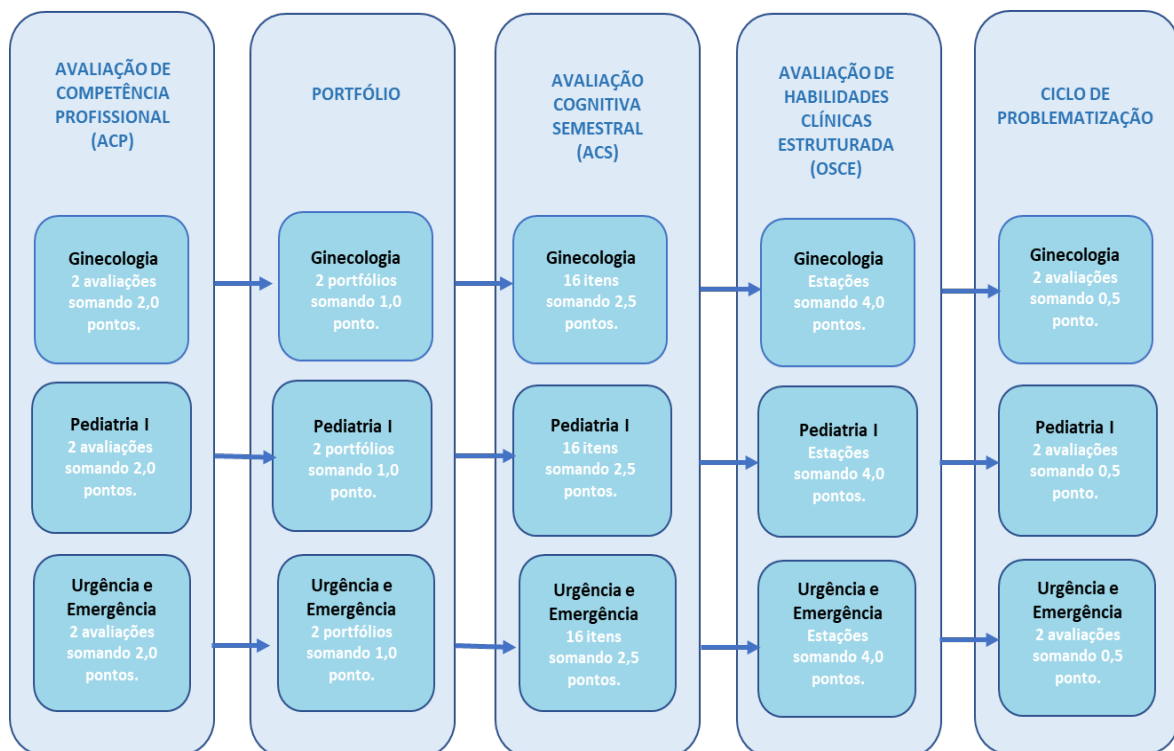 AVALIAÇÃO DE
COMPETÊNCIA
PROFISSIONAL
(ACP)
Ginecologia
2 avaliações
somando 2,0
pontos.
Pediatria I
2 avaliações
somando 2,0
pontos.
Urgência e
Emergência
2 avaliações
somando 2,0
pontos.
PORTFÓLIO
Ginecologia
2 portfólios
somando 1,0
ponto.
Pediatria I
2 portfólios
somando 1,0
ponto.
Urgência e
Emergência
2 portfólios
somando 1,0
ponto.
AVALIAÇÃO
COGNITIVA
SEMESTRAL
(ACS)
Ginecologia
16 itens
somando 2,5
pontos.
Pediatria I
16 itens
somando 2,5
pontos.
Urgência e
Emergência
16 itens
somando 2,5
pontos.
AVALIAÇÃO DE
HABILIDADES
CLÍNICAS
ESTRUTURADA
(OSCE)
Ginecologia
Estações
somando 4,0
pontos.
Pediatria I
Estações
somando 4,0
pontos.
Urgência e
Emergência
Estações
somando 4,0
pontos.
CICLO DE
PROBLEMATIZAÇÃO
Ginecologia
2 avaliações
somando 0,5
ponto.
Pediatria I
2 avaliações
somando 0,5
ponto.
Urgência e
Emergência
2 avaliações
somando 0,5
ponto.